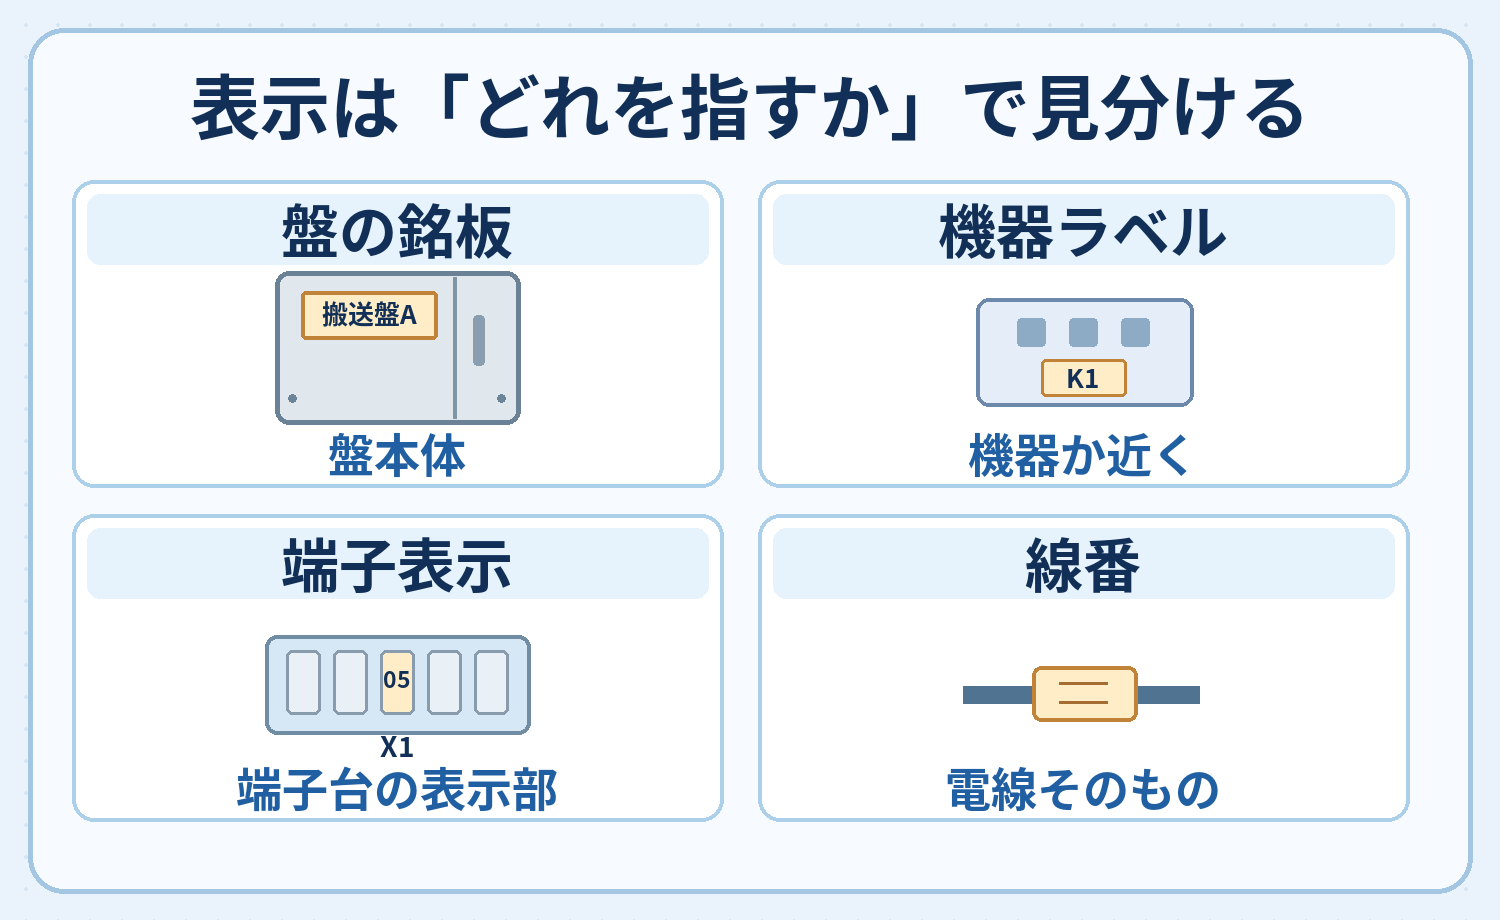 表示は「どれを指すか」で見分ける
盤の銘板
搬送盤A
盤本体
機器ラベル
K1
機器か近く
端子表示
05
X1
端子台の表示部
線番
電線そのもの